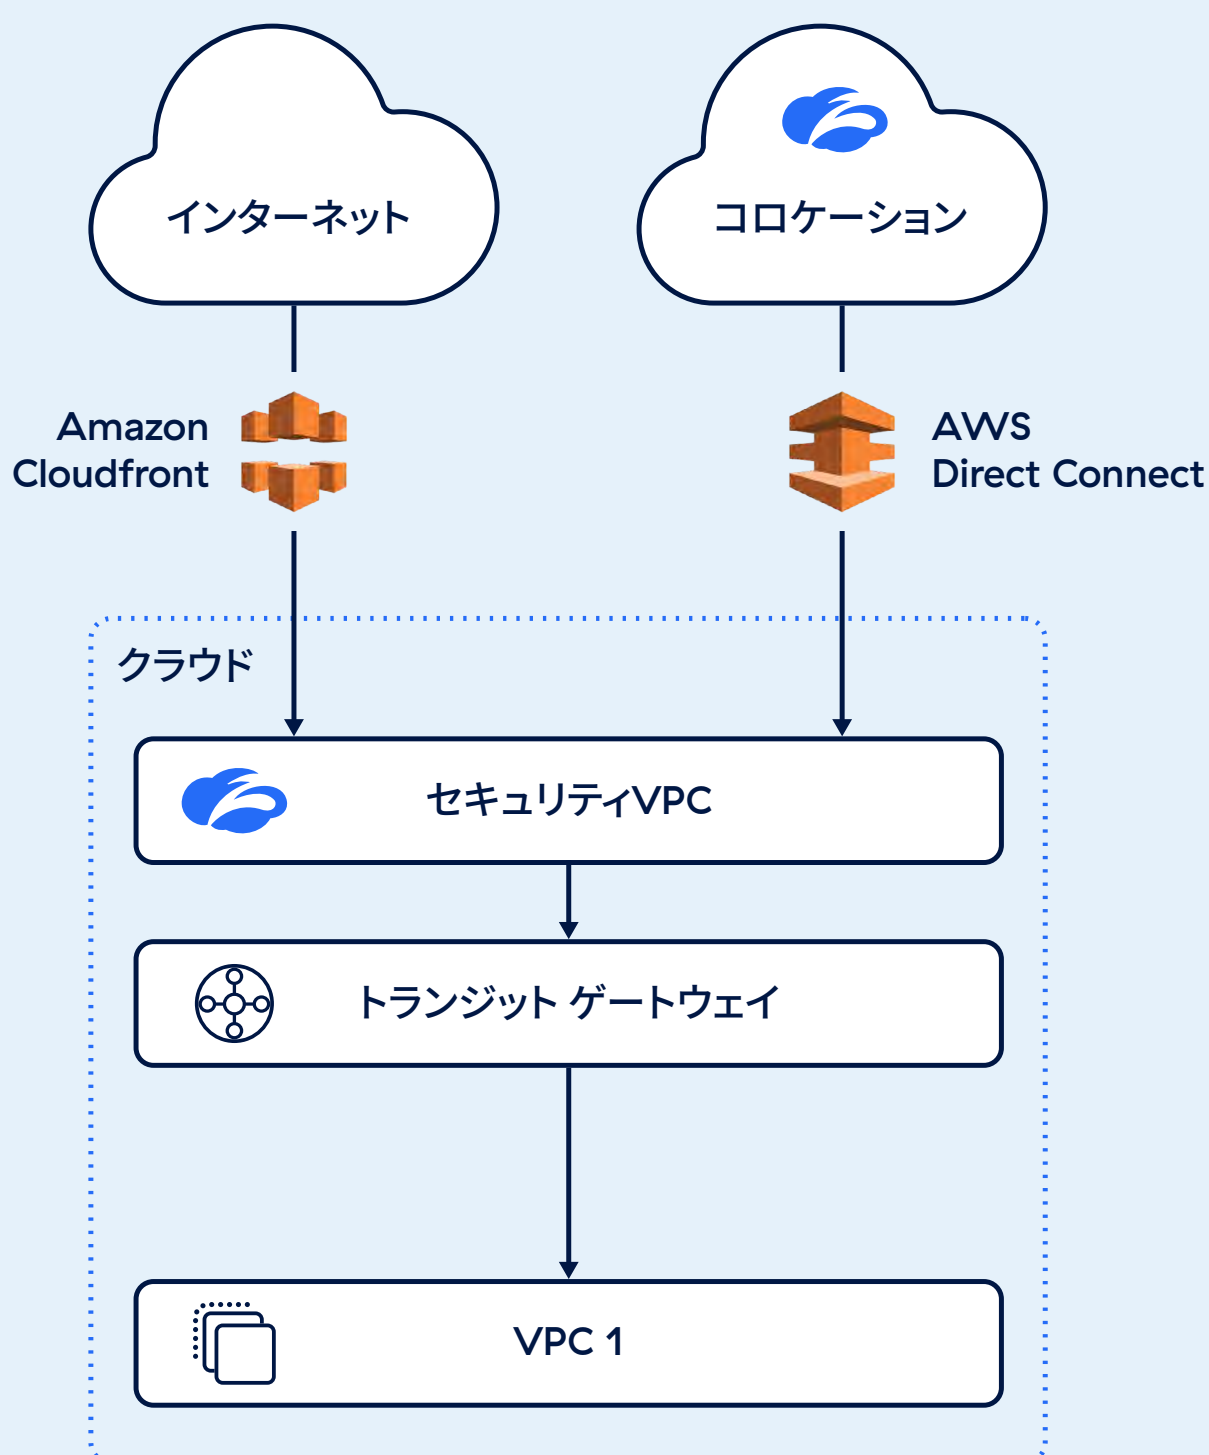 インターネット
コロケーション
Amazon
Cloudfront
AWS
Direct Connect
クラウド
セキュリティVPC
トランジット ゲートウェイ
VPC 1